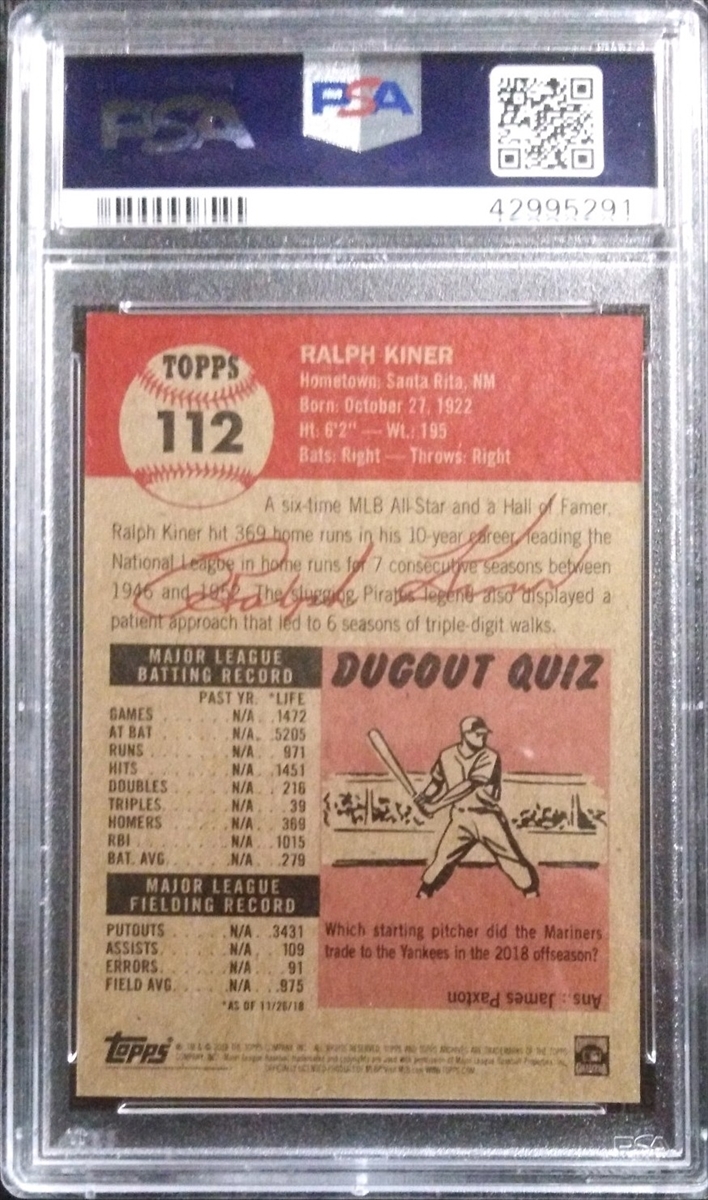 PSA
PSA
42995291
TOPPS
112
RALPH KINER
Hometown: Santa Rita, NM
Born: October 27, 1922
Ht: 6'2" — Wt.: 195
Bats: Right — Throws: Right
A six-time MLB All-Star and a Hall of Famer,
Ralph Kiner hit 369 home runs in his 10-year career, leading the
National League in home runs for 7 consecutive seasons between
1946 and 1952. The slugging Pirates legend also displayed a
patient approach that led to 6 seasons of triple-digit walks.
Ralph Kiner
MAJOR LEAGUE
BATTING RECORD
PAST YR. *LIFE
GAMES . . . . . . N/A . . 1472
AT BAT . . . . . . N/A . . 5205
RUNS . . . . . . N/A . . 971
HITS . . . . . . N/A . . 1451
DOUBLES . . . . . . N/A . . 216
TRIPLES . . . . . . N/A . . 39
HOMERS . . . . . . N/A . . 369
RBI . . . . . . N/A . . 1015
BAT. AVG. . . . . . N/A . . .279
MAJOR LEAGUE
FIELDING RECORD
PUTOUTS . . . . . . N/A . . 3431
ASSISTS . . . . . . N/A . . 109
ERRORS . . . . . . N/A . . 91
FIELD AVG. . . . . . N/A . . .975
*AS OF 11/26/18
DUGOUT QUIZ
Which starting pitcher did the Mariners
trade to the Yankees in the 2018 offseason?
Ans.: James Paxton
Topps
PSA